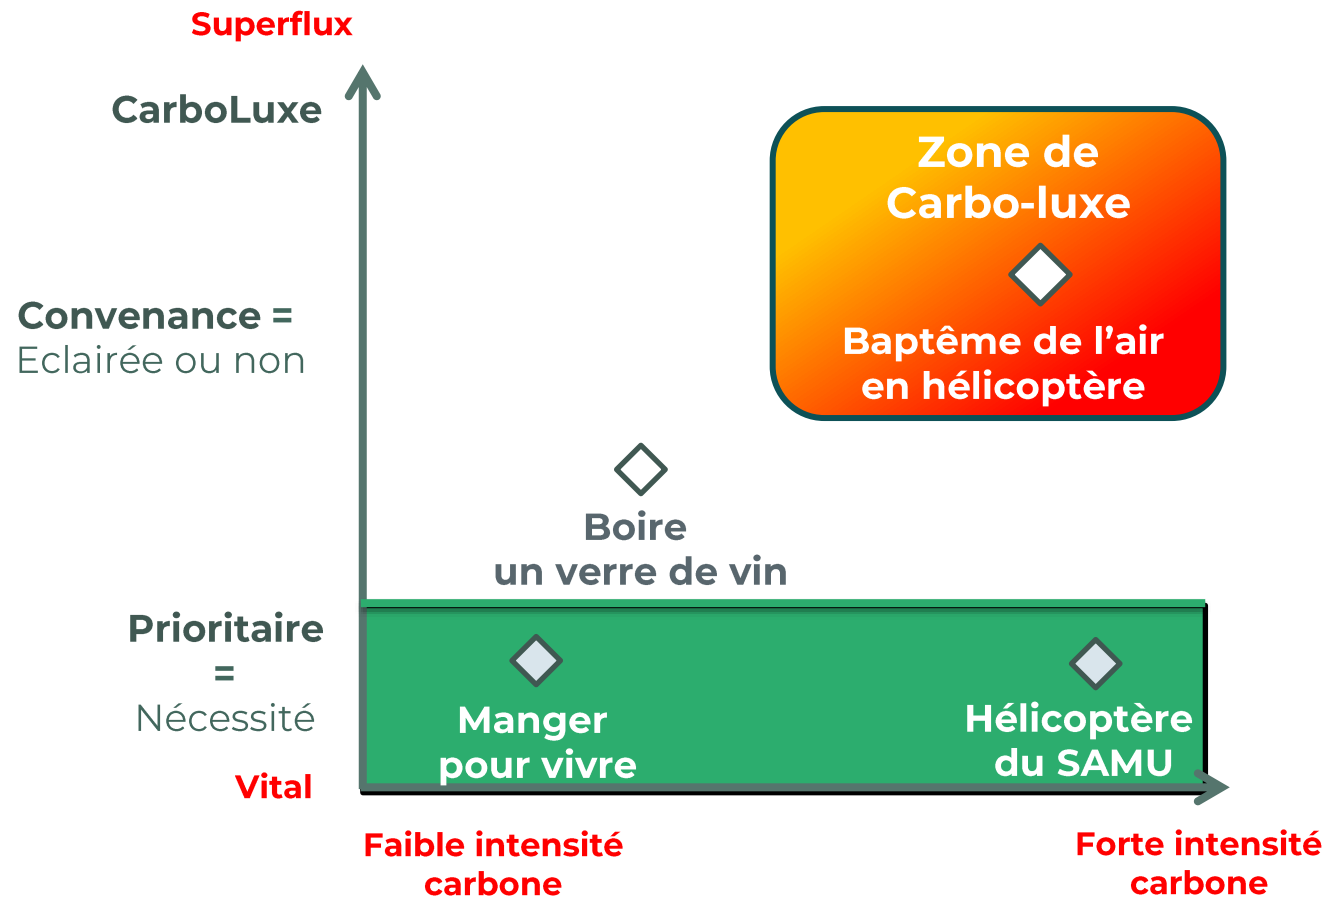 Superflux
CarboLuxe
Zone de
Carbo-luxe
Baptême de l’air
en hélicoptère
Convenance =
Eclairée ou non
Boire
un verre de vin
Prioritaire
=
Nécessité
Manger
pour vivre
Hélicoptère
du SAMU
Vital
Faible intensité
carbone
Forte intensité
carbone